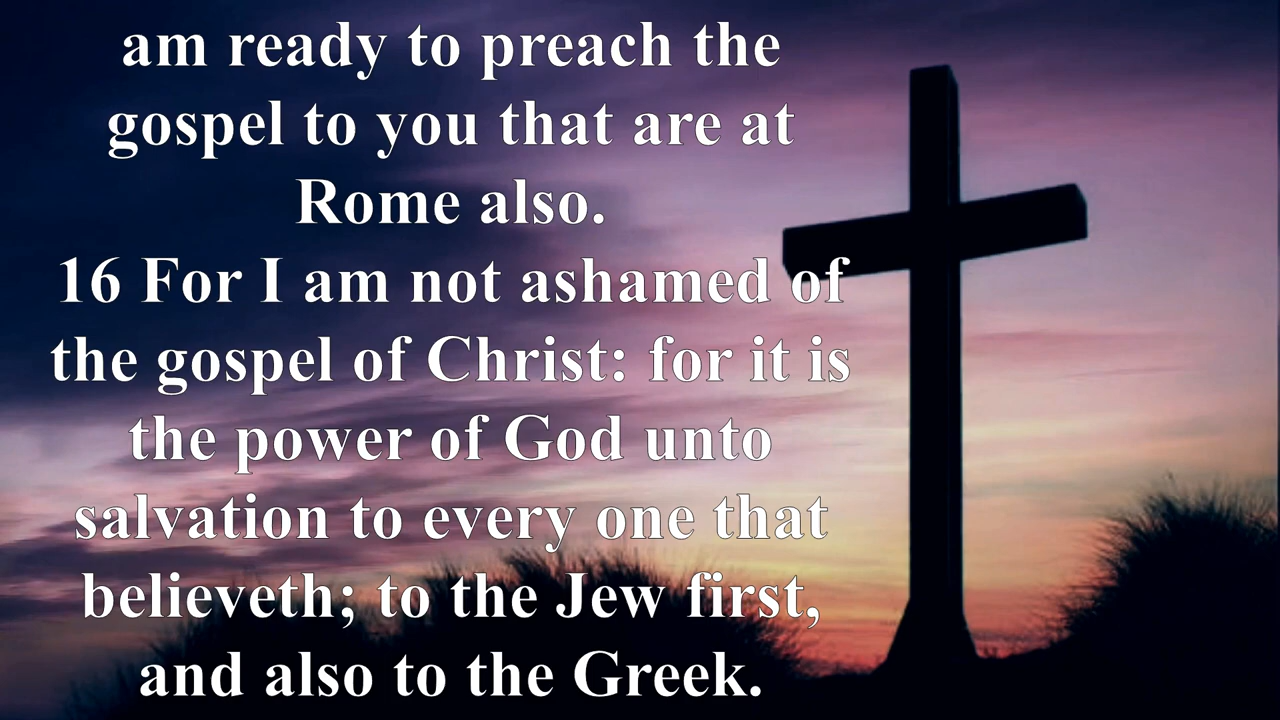 am ready to preach the
gospel to you that are at
Rome also.
16 For I am not ashamed of
the gospel of Christ: for it is
the power of God unto
salvation to every one that
believeth; to the Jew first,
and also to the Greek.